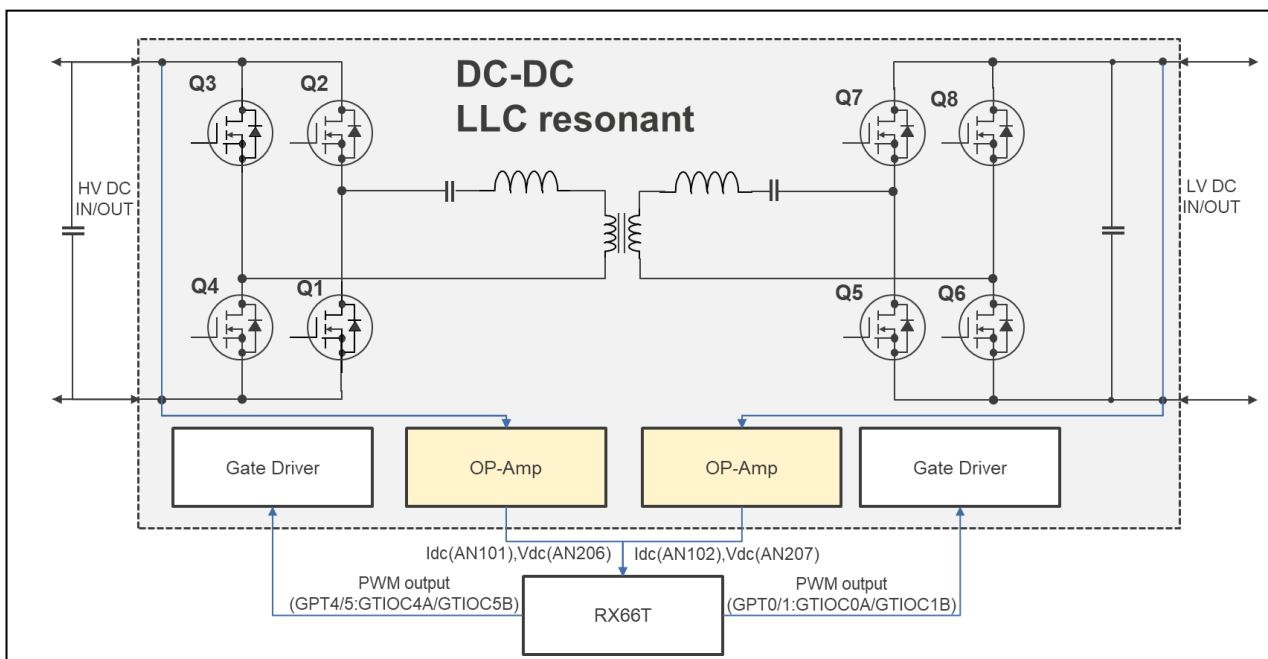 DC-DC
LLC resonant
Q3
Q2
Q7
Q8
HV DC
IN/OUT
LV DC
IN/OUT
Q4
Q1
Q5
Q6
Gate Driver
OP-Amp
OP-Amp
Gate Driver
Idc(AN101),Vdc(AN206)
Idc(AN102),Vdc(AN207)
PWM output
(GPT4/5:GTIOC4A/GTIOC5B)
RX66T
PWM output
(GPT0/1:GTIOC0A/GTIOC1B)